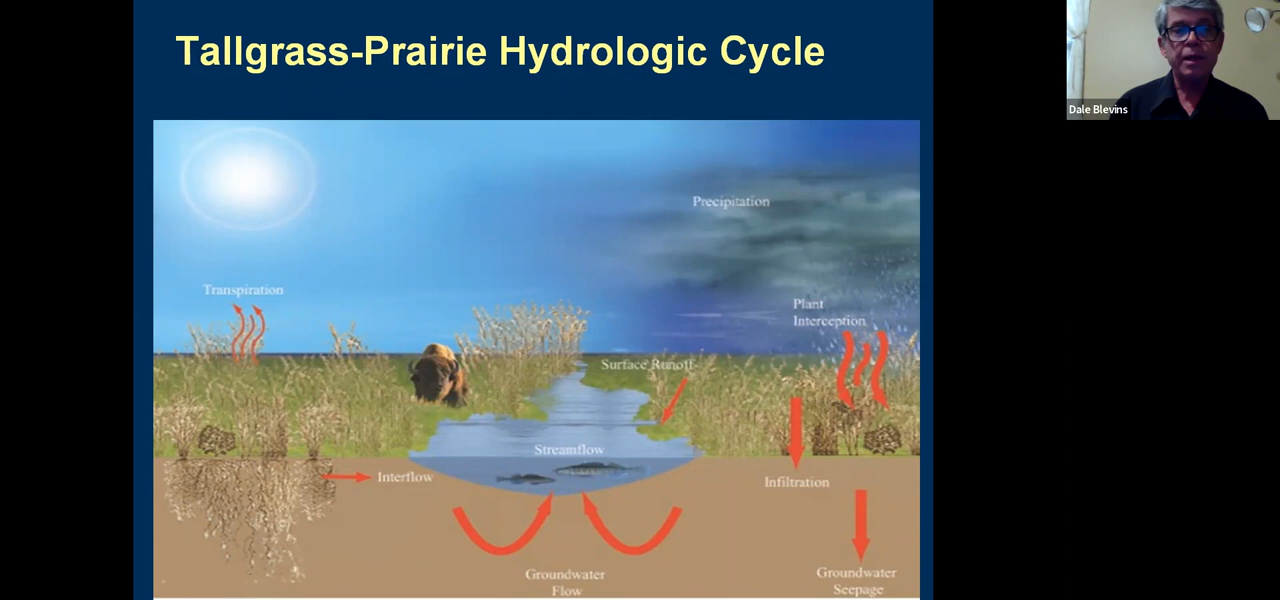 Tallgrass-Prairie Hydrologic Cycle
Dale Blevins
Precipitation
Transpiration
Plant
Interception
Surface Runoff
Streamflow
Interflow
Infiltration
Groundwater
Flow
Groundwater
Seepage